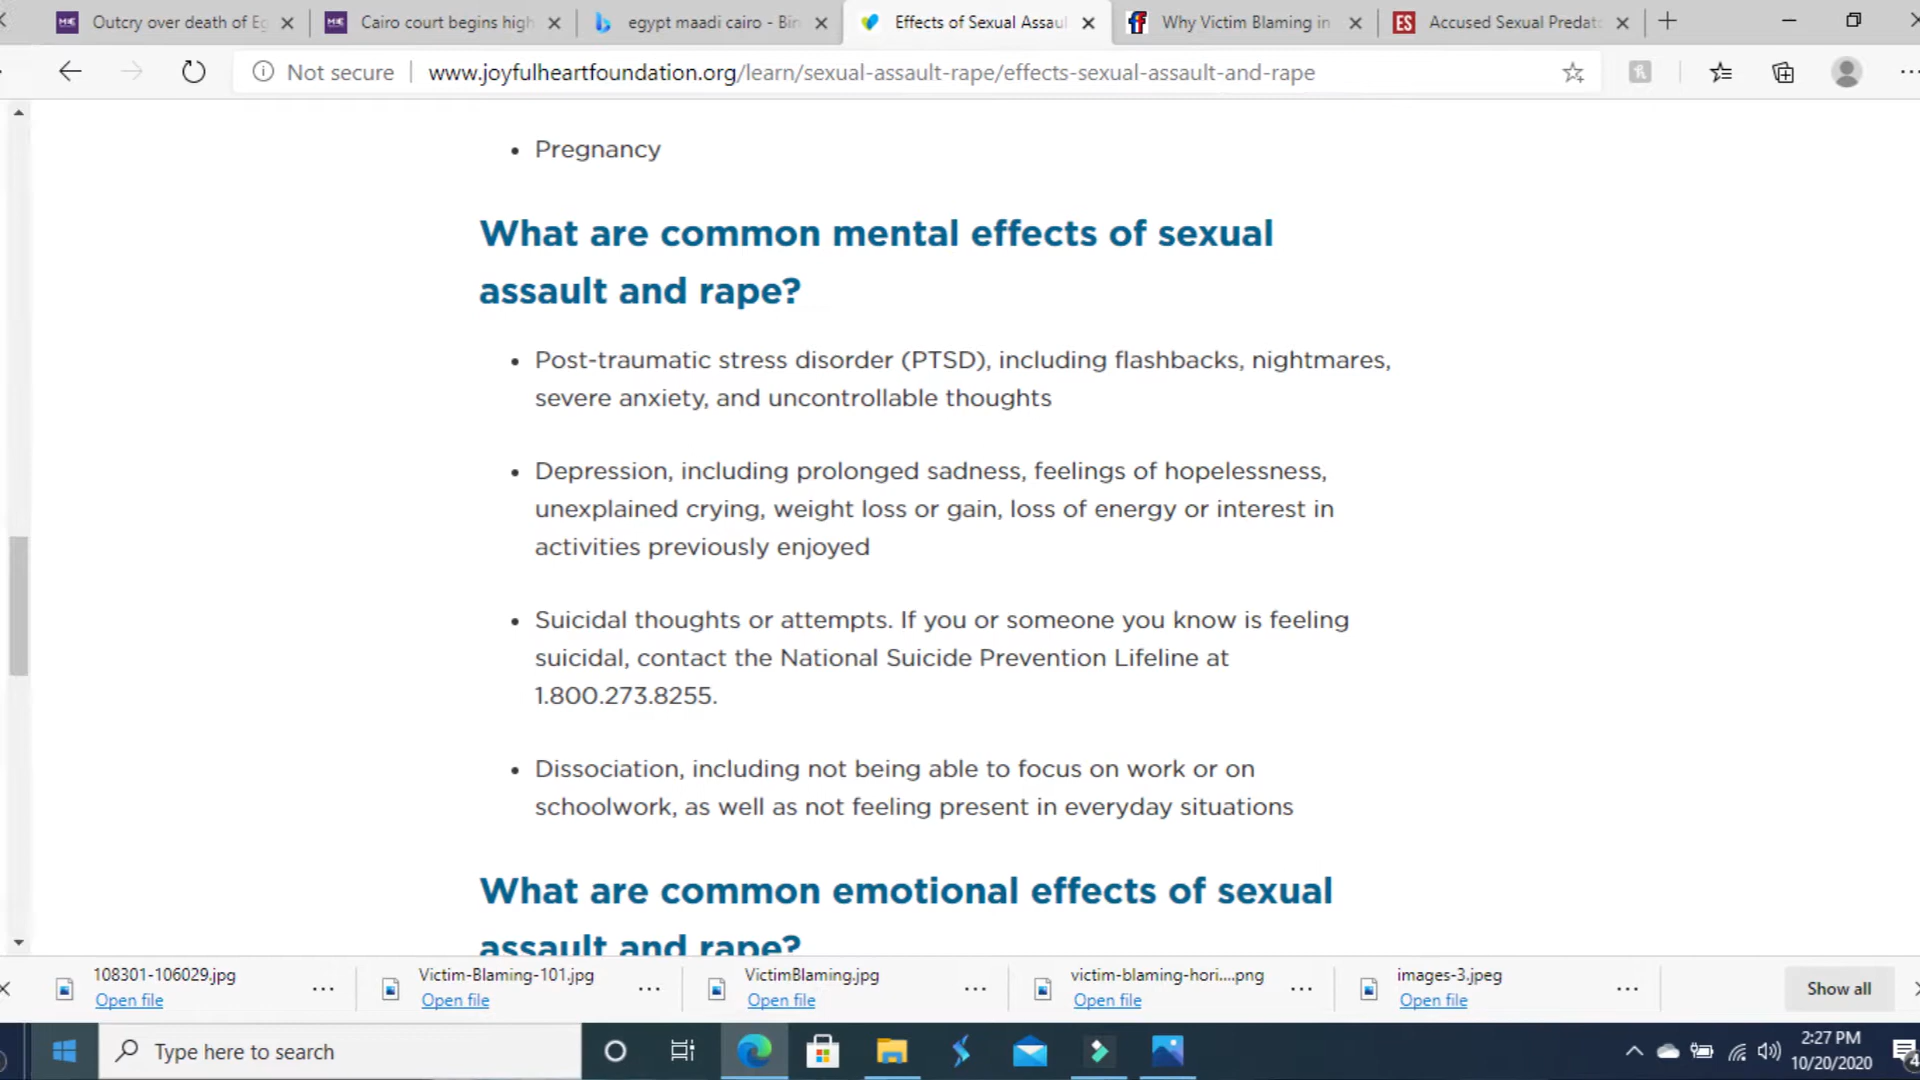 Outcry over death of Eg
Cairo court begins high
egypt maadi cairo - Bin
Effects of Sexual Assaul
Why Victim Blaming in
ES
Accused Sexual Predat
Not secure
www.joyfulheartfoundation.org/learn/sexual-assault-rape/effects-sexual-assault-and-rape
• Pregnancy
What are common mental effects of sexual
assault and rape?
• Post-traumatic stress disorder (PTSD), including flashbacks, nightmares,
severe anxiety, and uncontrollable thoughts
• Depression, including prolonged sadness, feelings of hopelessness,
unexplained crying, weight loss or gain, loss of energy or interest in
activities previously enjoyed
• Suicidal thoughts or attempts. If you or someone you know is feeling
suicidal, contact the National Suicide Prevention Lifeline at
1.800.273.8255.
• Dissociation, including not being able to focus on work or on
schoolwork, as well as not feeling present in everyday situations
What are common emotional effects of sexual
assault and rape?
108301-106029.jpg
Open file
Victim-Blaming-101.jpg
Open file
VictimBlaming.jpg
Open file
victim-blaming-hori....png
Open file
images-3.jpeg
Open file
Show all
Type here to search
2:27 PM
10/20/2020
4